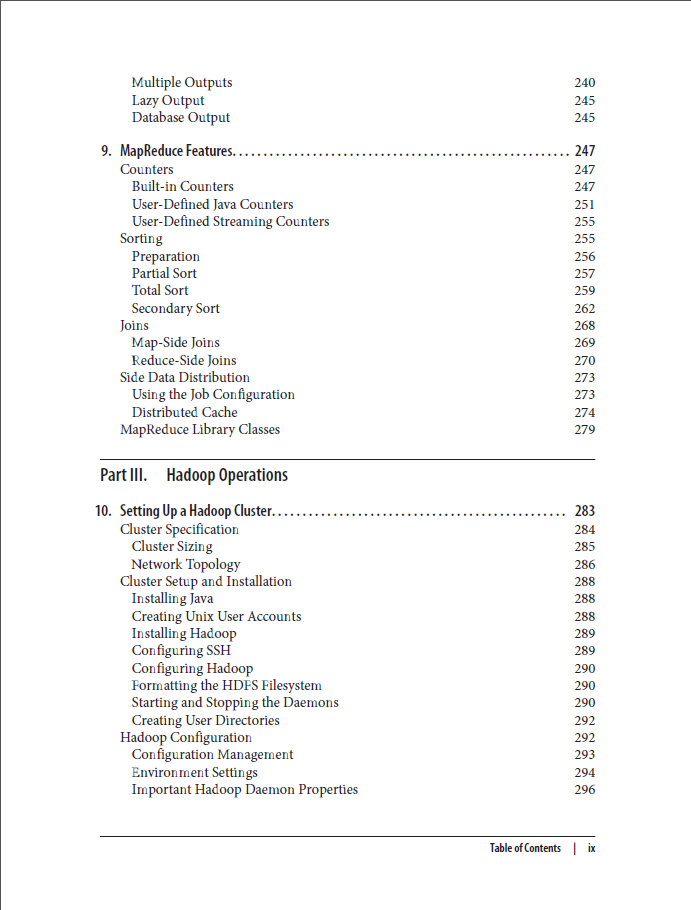 Multiple Outputs 240
Lazy Output 245
Database Output 245
9. MapReduce Features. . . . . . . . . . . . . . . . . . . . . . . . . . . . . . . . . . . . . . . . . . . . . . . . . . . . . . . . 247
Counters 247
Built-in Counters 247
User-Defined Java Counters 251
User-Defined Streaming Counters 255
Sorting 255
Preparation 256
Partial Sort 257
Total Sort 259
Secondary Sort 262
Joins 268
Map-Side Joins 269
Reduce-Side Joins 270
Side Data Distribution 273
Using the Job Configuration 273
Distributed Cache 274
MapReduce Library Classes 279
Part III. Hadoop Operations
10. Setting Up a Hadoop Cluster. . . . . . . . . . . . . . . . . . . . . . . . . . . . . . . . . . . . . . . . . . . . . . . . 283
Cluster Specification 284
Cluster Sizing 285
Network Topology 286
Cluster Setup and Installation 288
Installing Java 288
Creating Unix User Accounts 288
Installing Hadoop 289
Configuring SSH 289
Configuring Hadoop 290
Formatting the HDFS Filesystem 290
Starting and Stopping the Daemons 290
Creating User Directories 292
Hadoop Configuration 292
Configuration Management 293
Environment Settings 294
Important Hadoop Daemon Properties 296
Table of Contents | ix